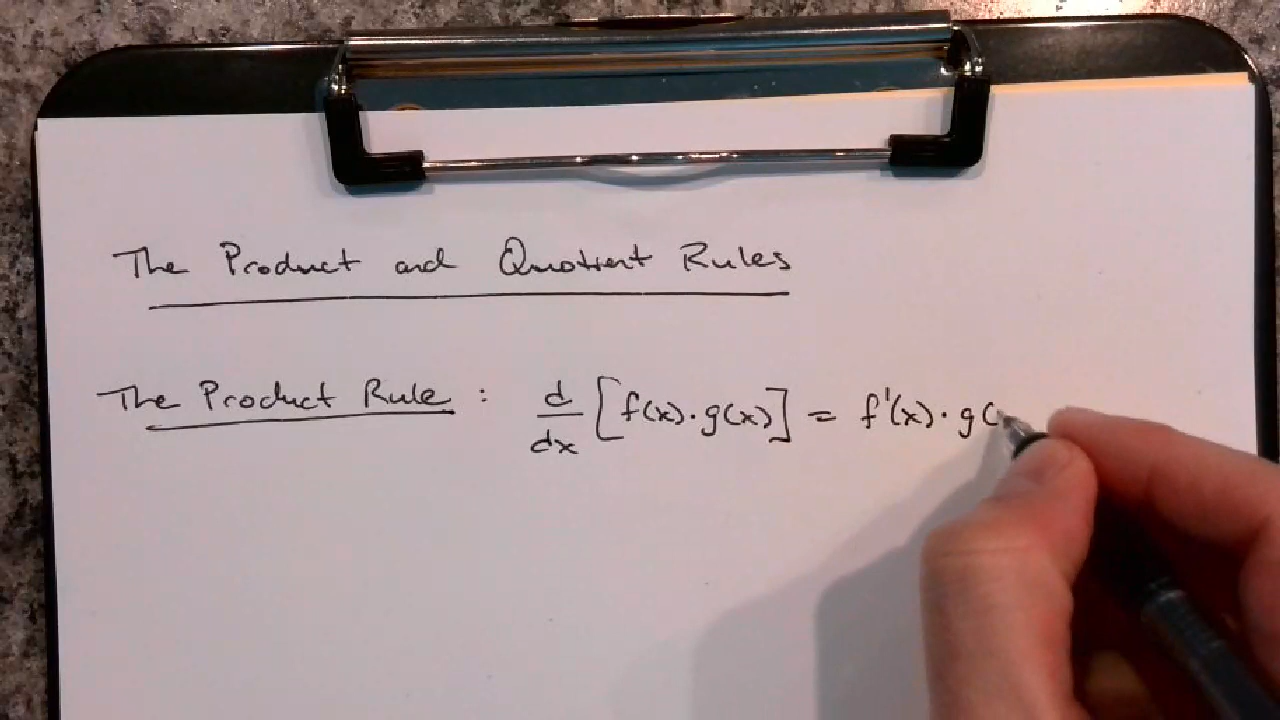 The Product and Quotient Rules
The Product Rule : d/dx [f(x)·g(x)] = f'(x)·g(